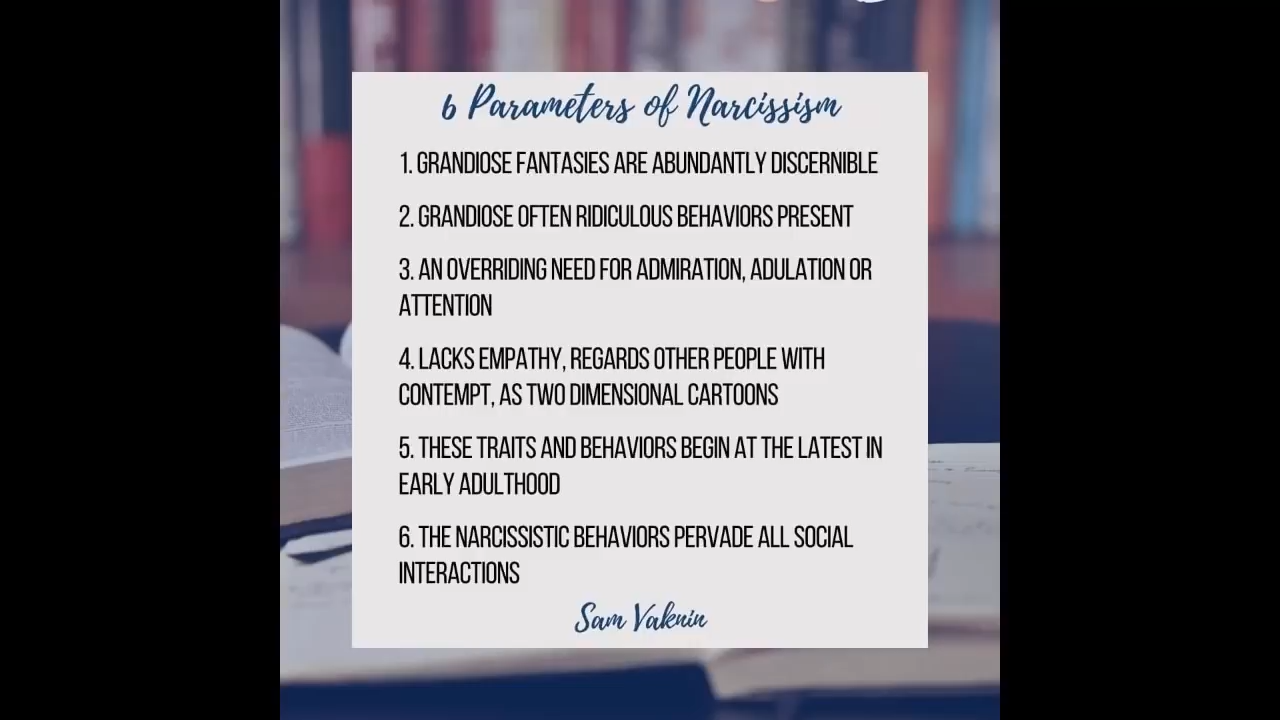 6 Parameters of Narcissism
1. GRANDIOSE FANTASIES ARE ABUNDANTLY DISCERNIBLE
2. GRANDIOSE OFTEN RIDICULOUS BEHAVIORS PRESENT
3. AN OVERRIDING NEED FOR ADMIRATION, ADULATION OR
ATTENTION
4. LACKS EMPATHY, REGARDS OTHER PEOPLE WITH
CONTEMPT, AS TWO DIMENSIONAL CARTOONS
5. THESE TRAITS AND BEHAVIORS BEGIN AT THE LATEST IN
EARLY ADULTHOOD
6. THE NARCISSISTIC BEHAVIORS PERVADE ALL SOCIAL
INTERACTIONS
Sam Vaknin